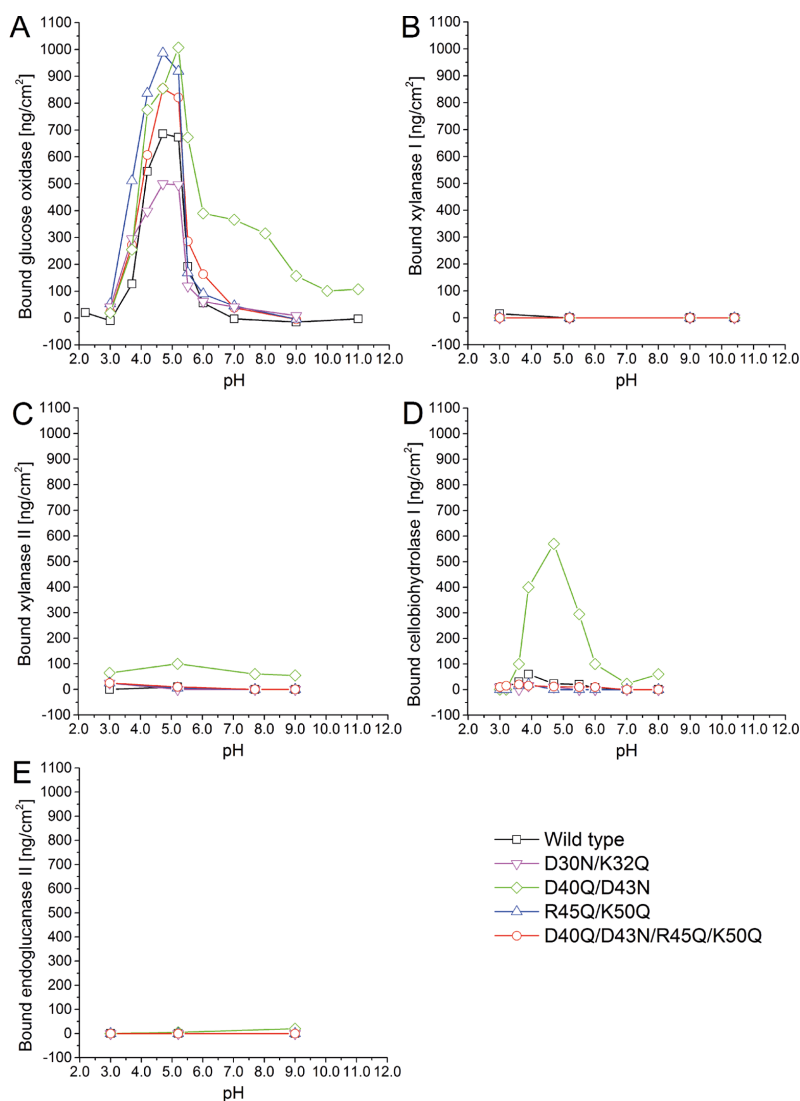 A
Bound glucose oxidase [ng/cm²]
1100
1000
900
800
700
600
500
400
300
200
100
0
-100
2.0 3.0 4.0 5.0 6.0 7.0 8.0 9.0 10.0 11.0 12.0
pH
B
Bound xylanase I [ng/cm²]
1100
1000
900
800
700
600
500
400
300
200
100
0
-100
2.0 3.0 4.0 5.0 6.0 7.0 8.0 9.0 10.0 11.0 12.0
pH
C
Bound xylanase II [ng/cm²]
1100
1000
900
800
700
600
500
400
300
200
100
0
-100
2.0 3.0 4.0 5.0 6.0 7.0 8.0 9.0 10.0 11.0 12.0
pH
D
Bound cellobiohydrolase I [ng/cm²]
1100
1000
900
800
700
600
500
400
300
200
100
0
-100
2.0 3.0 4.0 5.0 6.0 7.0 8.0 9.0 10.0 11.0 12.0
pH
E
Bound endoglucanase II [ng/cm²]
1100
1000
900
800
700
600
500
400
300
200
100
0
-100
2.0 3.0 4.0 5.0 6.0 7.0 8.0 9.0 10.0 11.0 12.0
pH
Wild type
D30N/K32Q
D40Q/D43N
R45Q/K50Q
D40Q/D43N/R45Q/K50Q